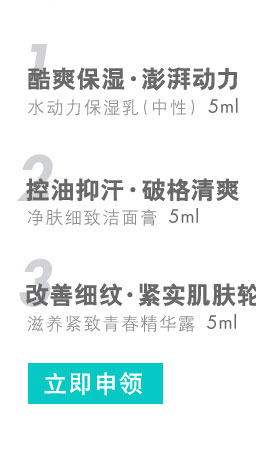 1
酷爽保湿·澎湃动力
水动力保湿乳(中性) 5ml
2
控油抑汗·破格清爽
净肤细致洁面膏 5ml
3
改善细纹·紧实肌肤轮
滋养紧致青春精华露 5ml
立即申领